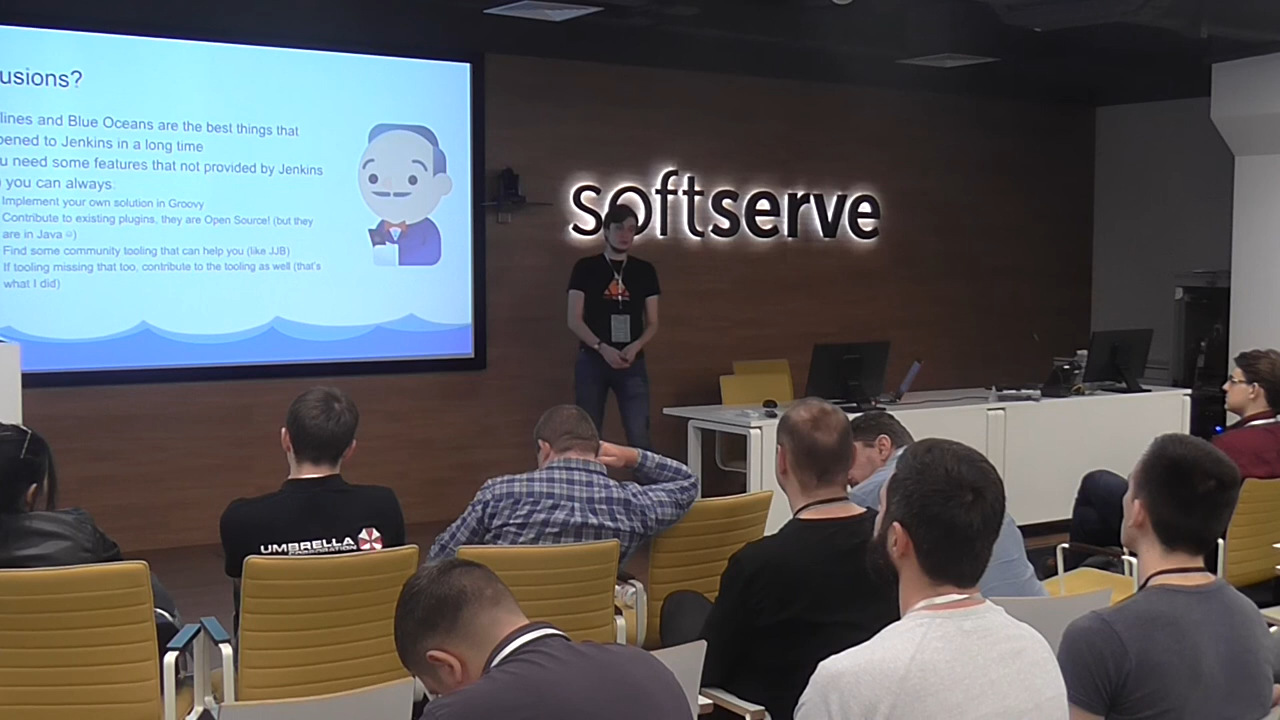 usions?
lines and Blue Oceans are the best things that
pened to Jenkins in a long time
u need some features that not provided by Jenkins
) you can always:
Implement your own solution in Groovy
Contribute to existing plugins, they are Open Source! (but they
are in Java ☺)
Find some community tooling that can help you (like JJB)
If tooling missing that too, contribute to the tooling as well (that's
what I did)
softserve
UMBRELLA
CORPORATION